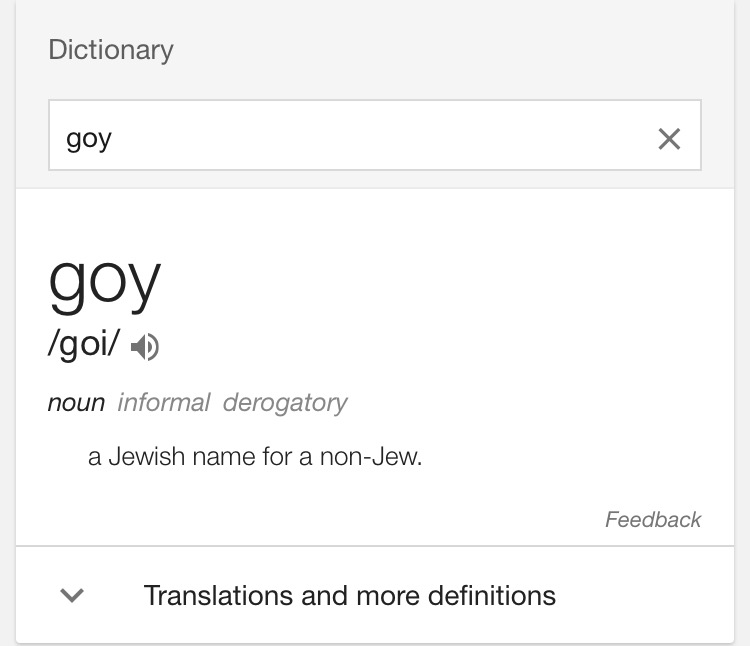 Dictionary
goy
goy
/goi/
noun informal derogatory
a Jewish name for a non-Jew.
Feedback
Translations and more definitions